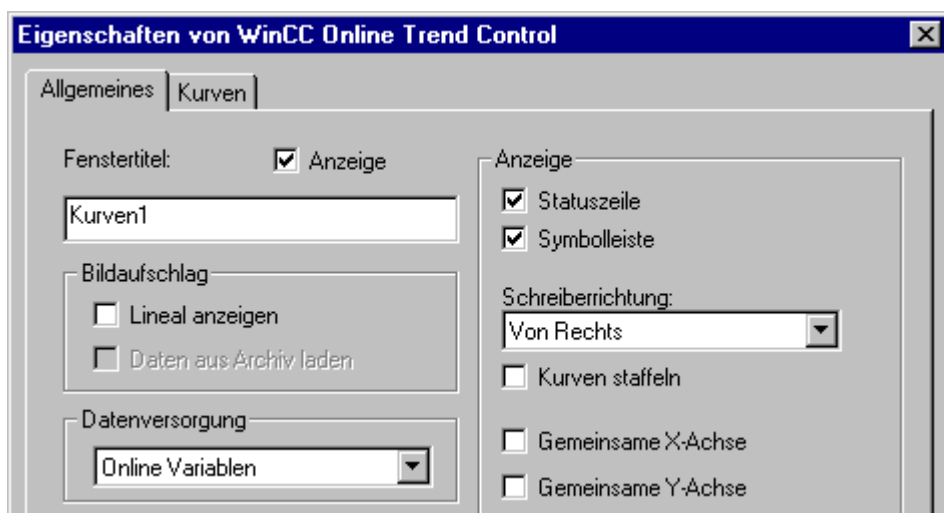 Eigenschaften von WinCC Online Trend Control
Allgemeines
Kurven
Fenstertitel:
Anzeige
Kurven1
Bildaufschlag
Lineal anzeigen
Daten aus Archiv laden
Datenversorgung
Online Variablen
Anzeige
Statuszeile
Symbolleiste
Schreiberrichtung:
Von Rechts
Kurven staffeln
Gemeinsame X-Achse
Gemeinsame Y-Achse